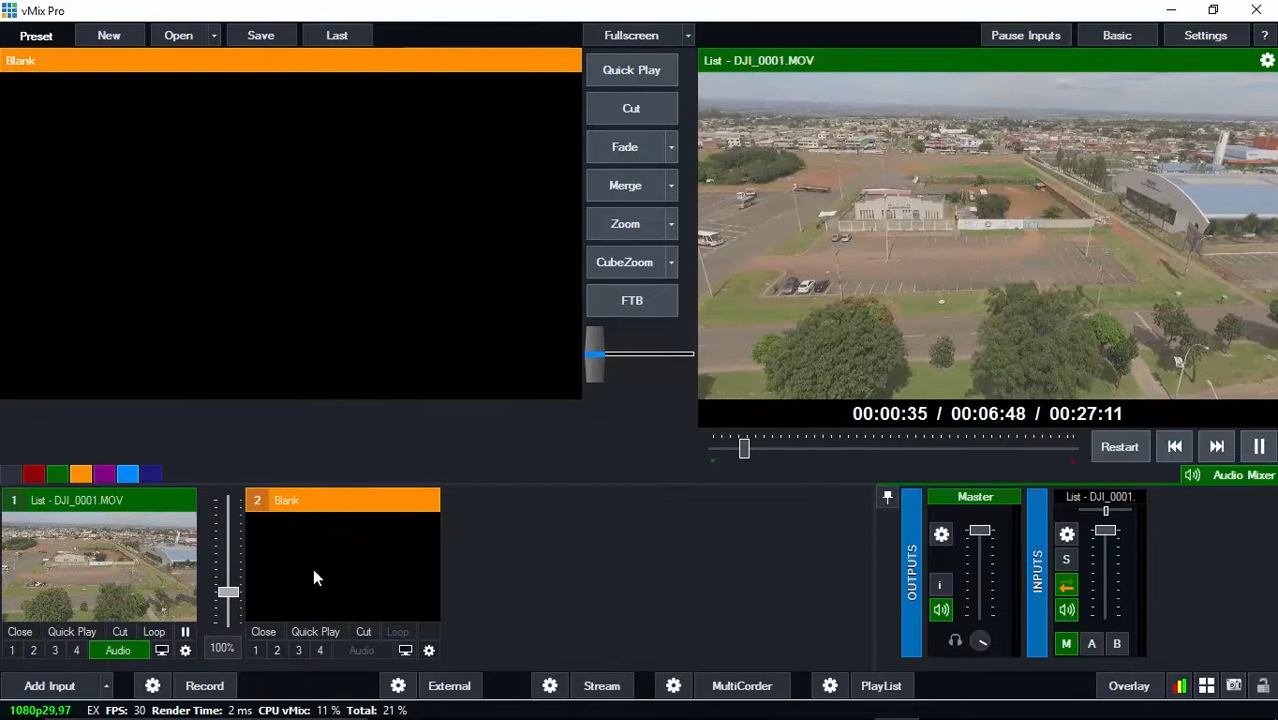 vMix Pro
Preset New Open Save Last Fullscreen Pause Inputs Basic Settings ?
Blank
List - DJI_0001.MOV
Quick Play
Cut
Fade
Merge
Zoom
CubeZoom
FTB
00:00:35 / 00:06:48 / 00:27:11
Restart
Audio Mixer
1 List - DJI_0001.MOV
2 Blank
Master
List - DJI_0001.
OUTPUTS
INPUTS
S
i
Close Quick Play Cut Loop
1 2 3 4 Audio
100%
Close Quick Play Cut Loop
1 2 3 4 Audio
M A B
Add Input Record External Stream MultiCorder PlayList Overlay
1080p29,97 EX FPS: 30 Render Time: 2 ms CPU vMix: 11 % Total: 21 %